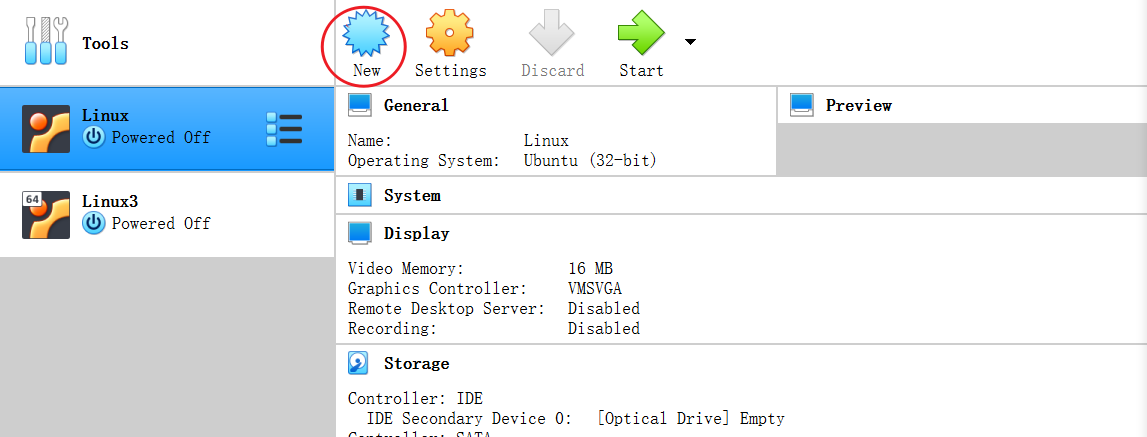 Tools
New
Settings
Discard
Start
Linux
Powered Off
64
Linux3
Powered Off
General
Name: Linux
Operating System: Ubuntu (32-bit)
Preview
System
Display
Video Memory: 16 MB
Graphics Controller: VMSVGA
Remote Desktop Server: Disabled
Recording: Disabled
Storage
Controller: IDE
IDE Secondary Device 0: [Optical Drive] Empty
Controller: SATA